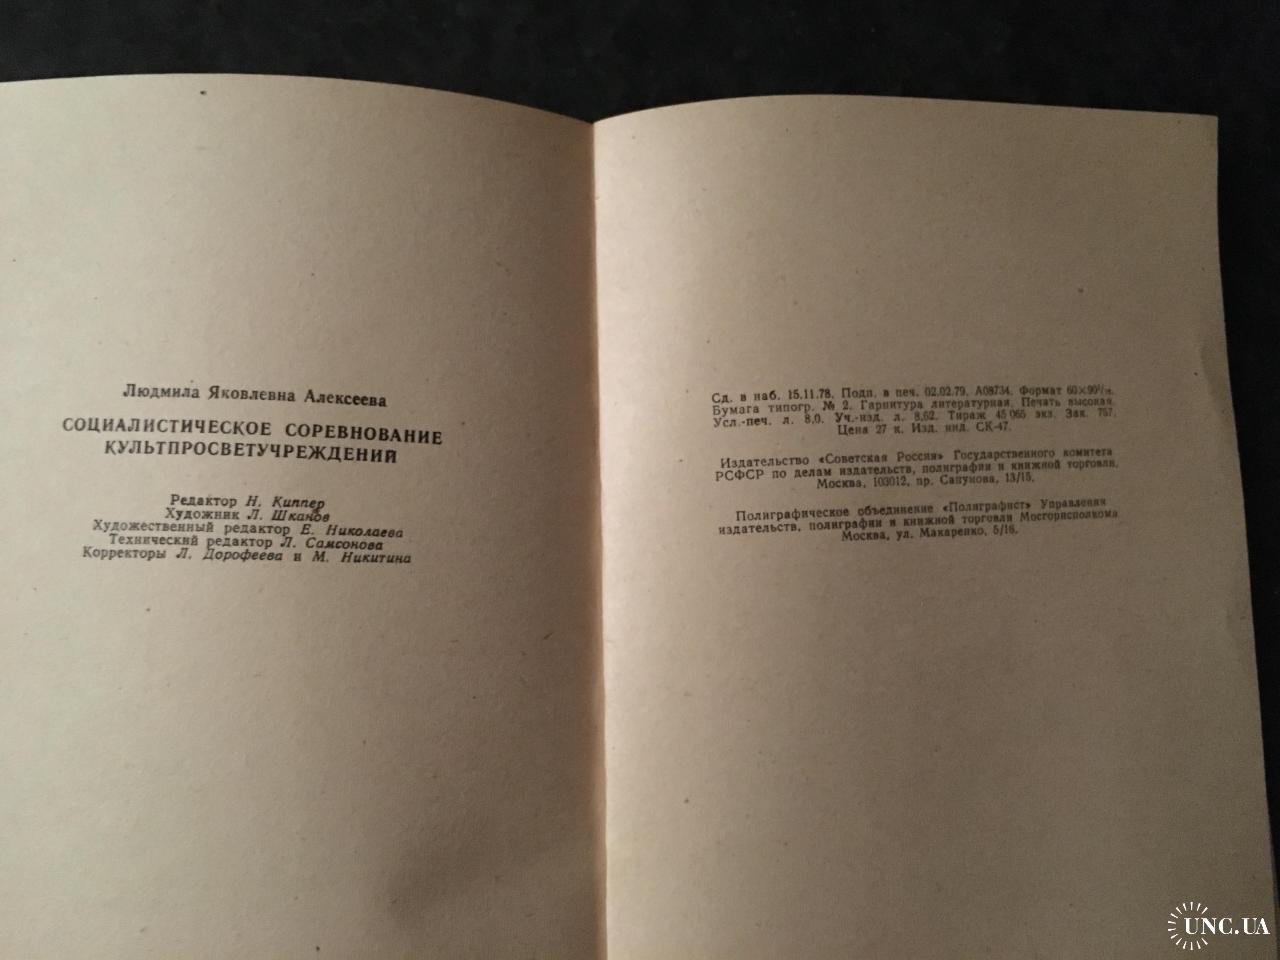 Людмила Яковлевна Алексеева
СОЦИАЛИСТИЧЕСКОЕ СОРЕВНОВАНИЕ
КУЛЬТПРОСВЕТУЧРЕЖДЕНИЙ
Редактор Н. Киппер
Художник Л. Шканов
Художественный редактор Е. Николаева
Технический редактор Л. Самсонова
Корректоры Л. Дорофеева и М. Никитина
Сд. в наб. 15.11.78. Подп. в печ. 02.02.79. А08734. Формат 60×90¹/₁₆.
Бумага типогр. № 2. Гарнитура литературная. Печать высокая.
Усл.-печ. л. 8,0. Уч.-изд. л. 8,62. Тираж 45 065 экз. Зак. 757.
Цена 27 к. Изд. инд. СК-47.
Издательство «Советская Россия» Государственного комитета
РСФСР по делам издательств, полиграфии и книжной торговли.
Москва, 103012, пр. Сапунова, 13/15.
Полиграфическое объединение «Полиграфист» Управления
издательств, полиграфии и книжной торговли Мосгорисполкома
Москва, ул. Макаренко, 5/16.
UNC.UA